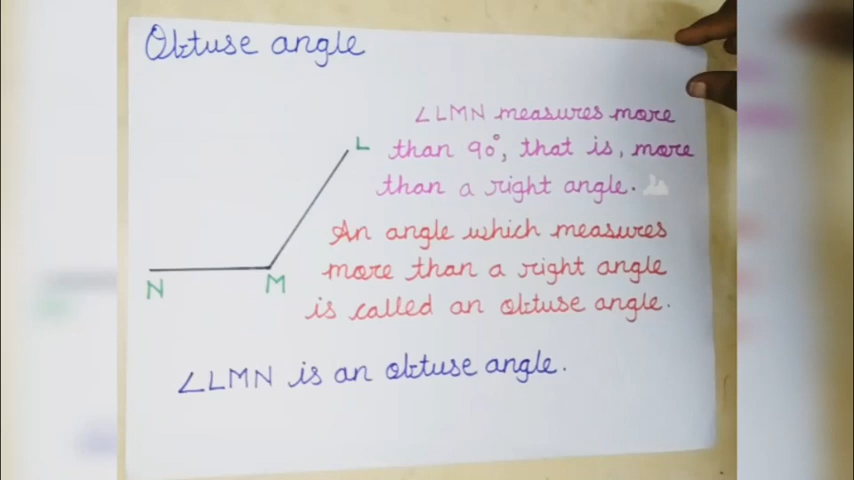 Obtuse angle
∠LMN measures more
than 90°, that is, more
than a right angle.
L
An angle which measures
more than a right angle
is called an obtuse angle.
N
M
∠LMN is an obtuse angle.